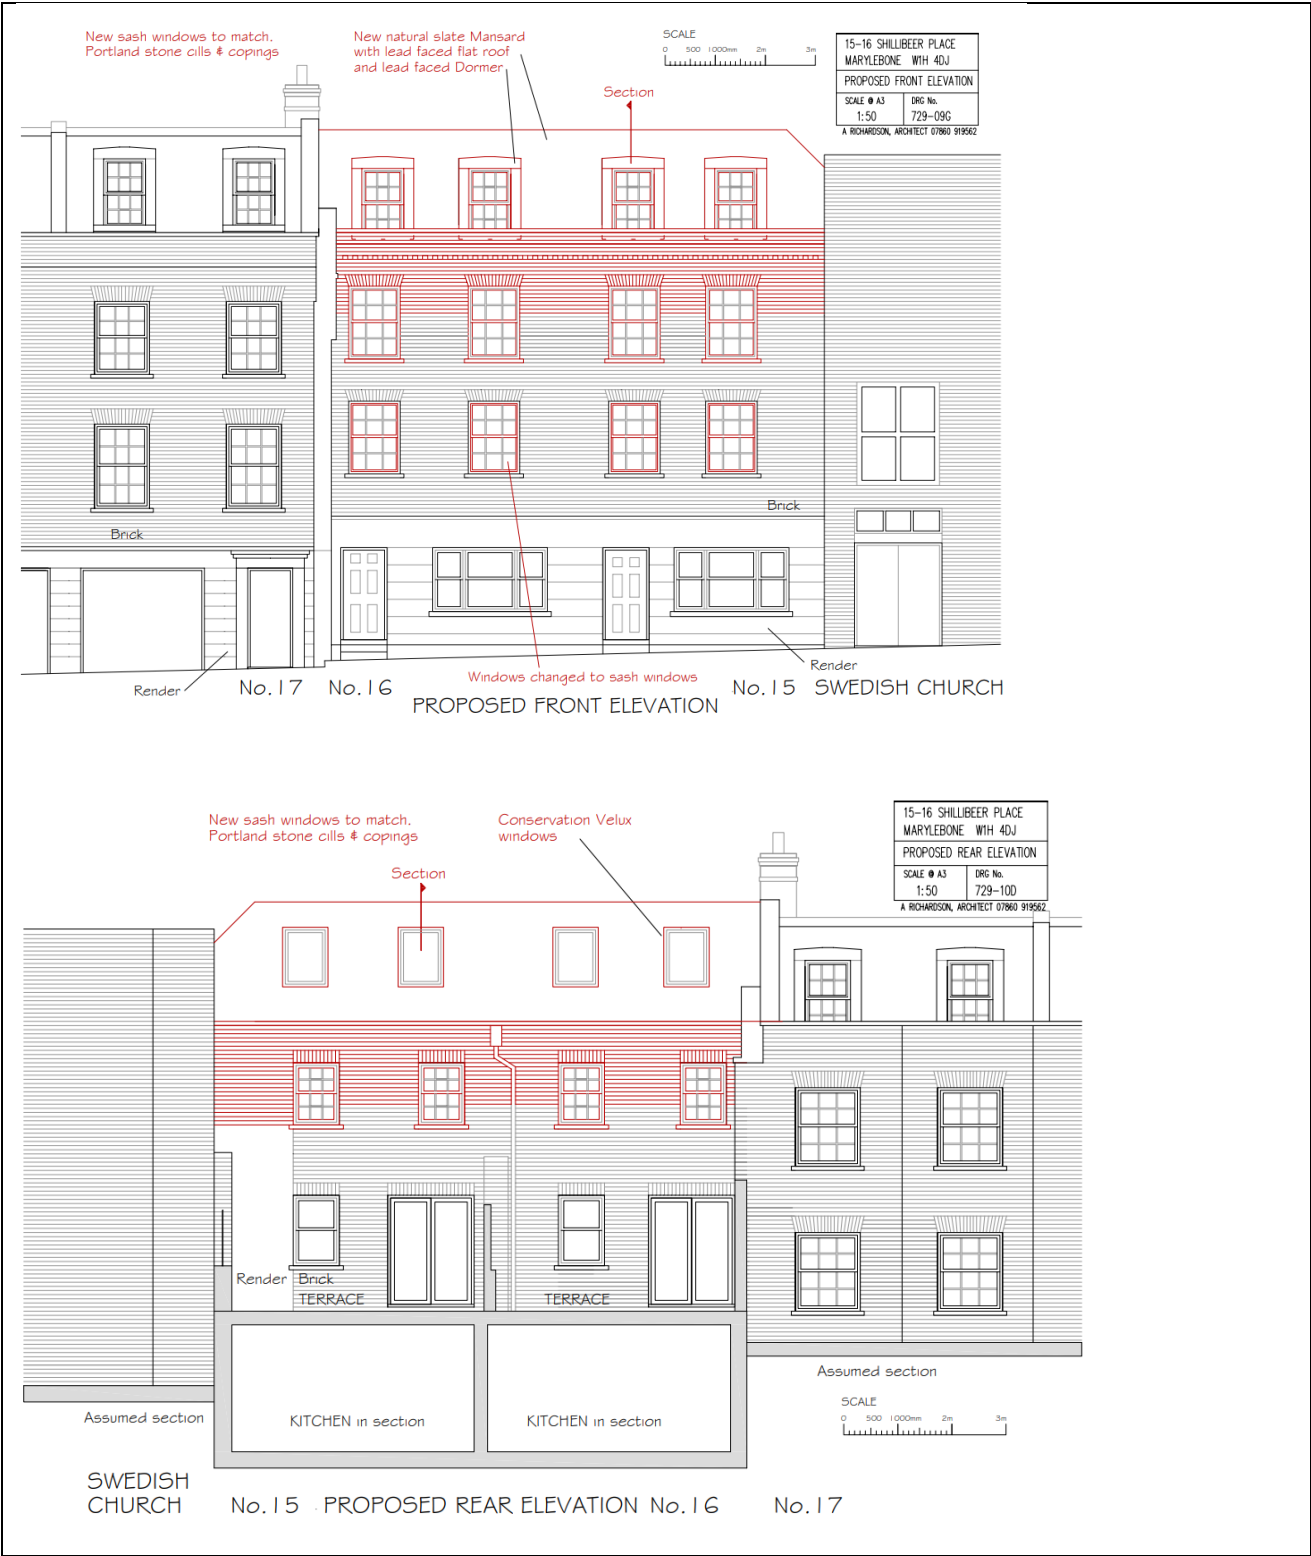 New sash windows to match.
Portland stone cills & copings
New natural slate Mansard
with lead faced flat roof
and lead faced Dormer
Section
SCALE
0 500 1000mm 2m 3m
15-16 SHILLIBEER PLACE
MARYLEBONE W1H 4DJ
PROPOSED FRONT ELEVATION
SCALE @ A3 DRG No.
1:50 729-09G
A RICHARDSON, ARCHITECT 07860 919562
Brick
Brick
Render
Render
Windows changed to sash windows
No.17 No.16 No.15 SWEDISH CHURCH
PROPOSED FRONT ELEVATION
New sash windows to match.
Portland stone cills & copings
Conservation Velux
windows
Section
15-16 SHILLIBEER PLACE
MARYLEBONE W1H 4DJ
PROPOSED REAR ELEVATION
SCALE @ A3 DRG No.
1:50 729-10D
A RICHARDSON, ARCHITECT 07860 919562
Render Brick
TERRACE TERRACE
Assumed section
Assumed section
KITCHEN in section KITCHEN in section
SCALE
0 500 1000mm 2m 3m
SWEDISH
CHURCH No.15 PROPOSED REAR ELEVATION No.16 No.17